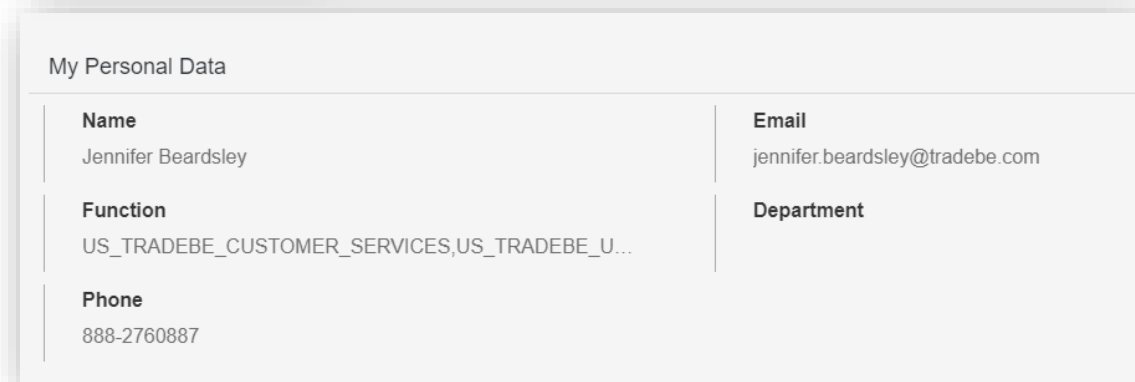 My Personal Data
Name
Jennifer Beardsley
Email
jennifer.beardsley@tradebe.com
Function
US_TRADEBE_CUSTOMER_SERVICES,US_TRADEBE_U...
Department
Phone
888-2760887